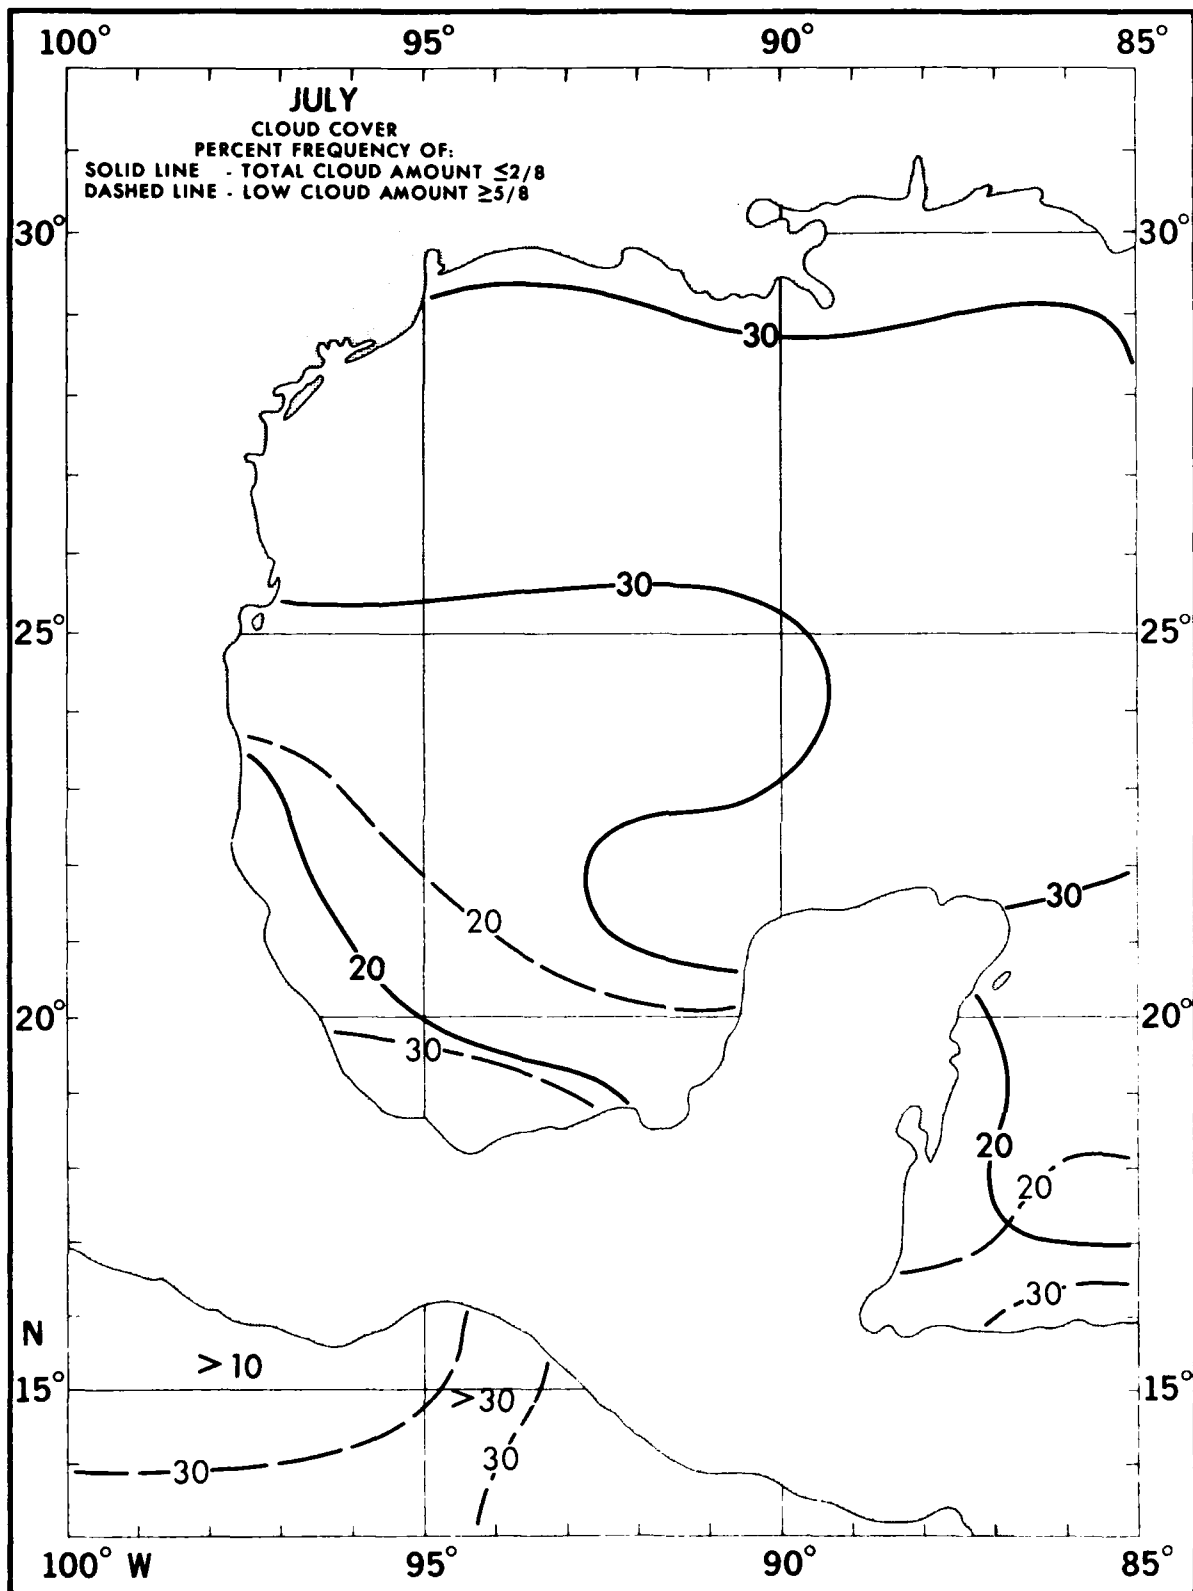 100° 95° 90° 85°
JULY
CLOUD COVER
PERCENT FREQUENCY OF:
SOLID LINE - TOTAL CLOUD AMOUNT ≤2/8
DASHED LINE - LOW CLOUD AMOUNT ≥5/8
30° 30°
30
30
25° 25°
30
20
20
20° 20°
30
20
20
30
N
>10
15° >30 15°
30
30
100° W 95° 90° 85°